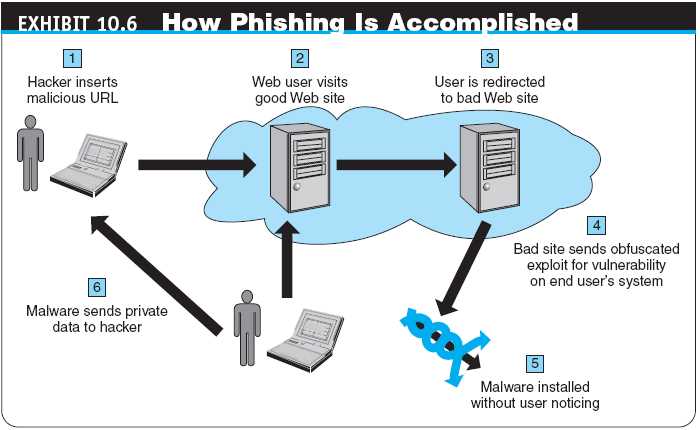 EXHIBIT 10.6 How Phishing Is Accomplished
1
Hacker inserts
malicious URL
2
Web user visits
good Web site
3
User is redirected
to bad Web site
4
Bad site sends obfuscated
exploit for vulnerability
on end user's system
5
Malware installed
without user noticing
6
Malware sends private
data to hacker